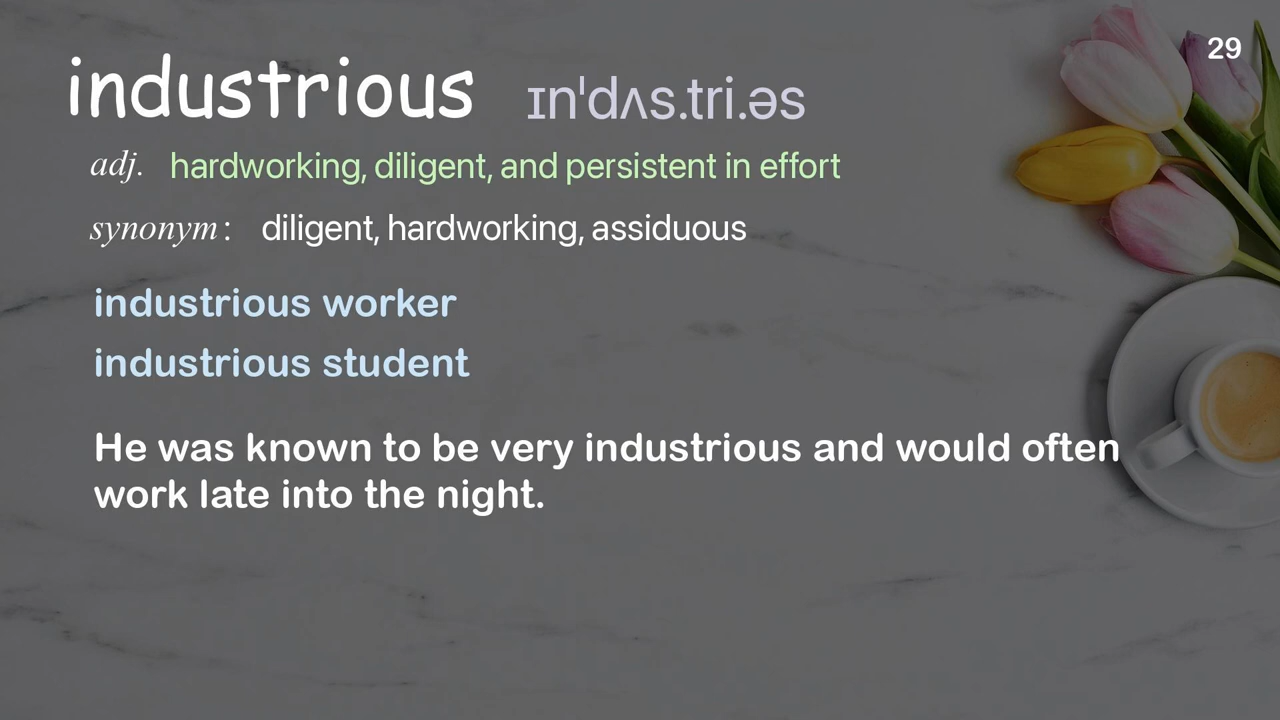 29
industrious ɪnˈdʌs.tri.əs
adj. hardworking, diligent, and persistent in effort
synonym: diligent, hardworking, assiduous
industrious worker
industrious student
He was known to be very industrious and would often
work late into the night.